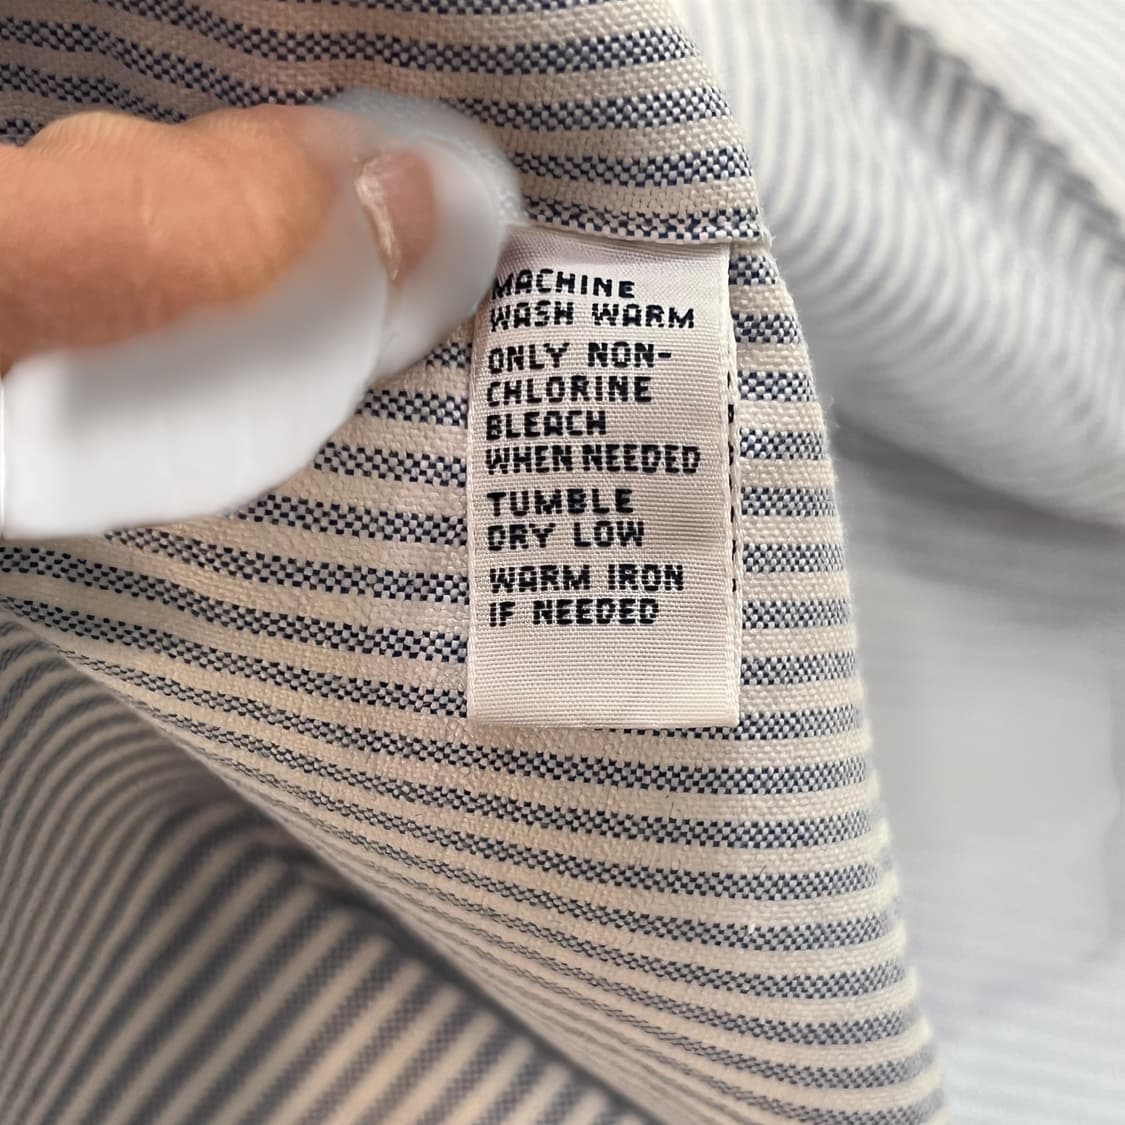 MACHINE
WASH WARM
ONLY NON-
CHLORINE
BLEACH
WHEN NEEDED
TUMBLE
DRY LOW
WARM IRON
IF NEEDED